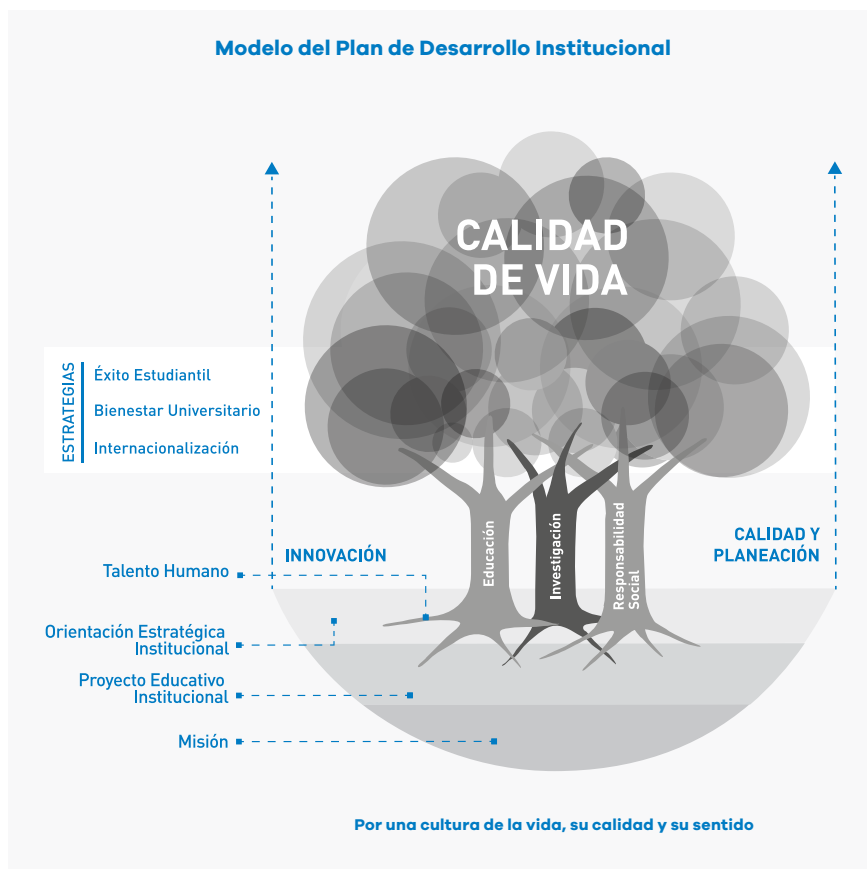 Modelo del Plan de Desarrollo Institucional
CALIDAD
DE VIDA
ESTRATEGIAS
Éxito Estudiantil
Bienestar Universitario
Internacionalización
Educación
Investigación
Responsabilidad
Social
INNOVACIÓN
CALIDAD Y
PLANEACIÓN
Talento Humano
Orientación Estratégica
Institucional
Proyecto Educativo
Institucional
Misión
Por una cultura de la vida, su calidad y su sentido